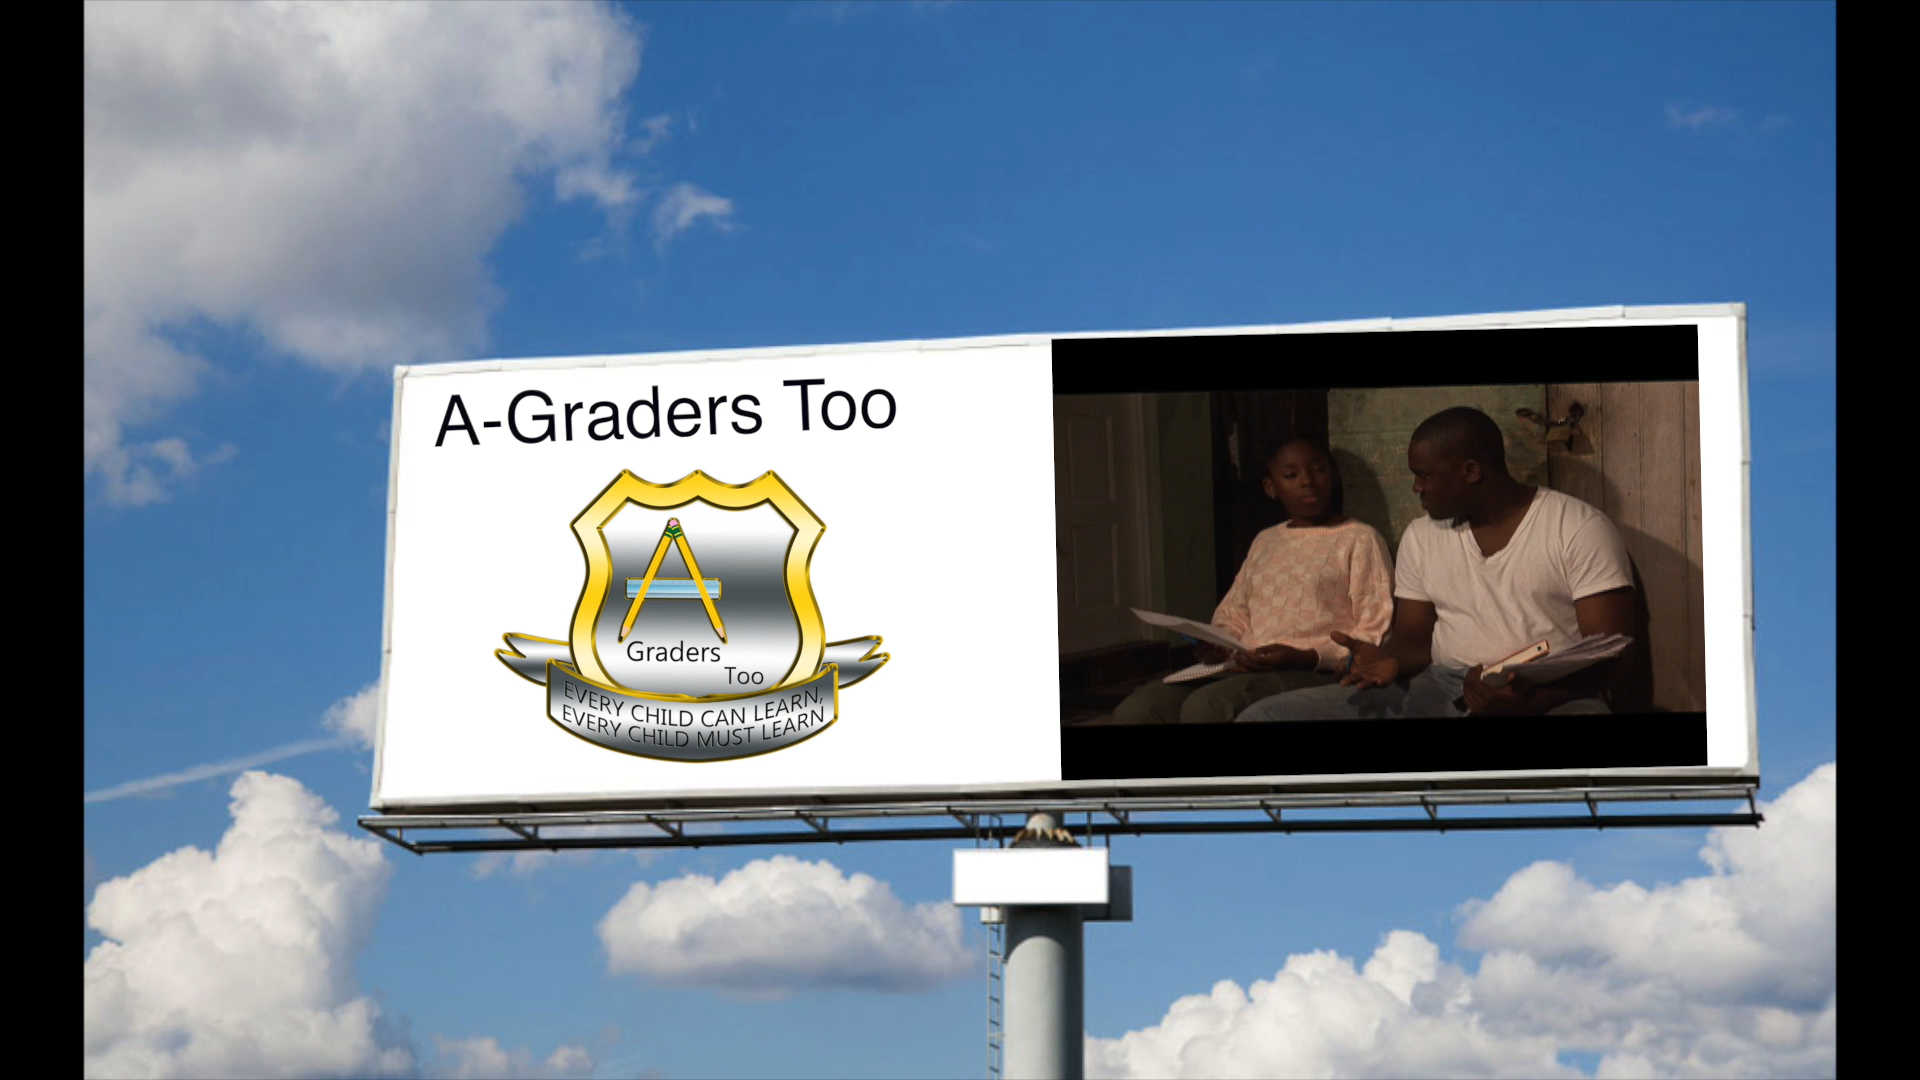 A-Graders Too
Graders
Too
EVERY CHILD CAN LEARN,
EVERY CHILD MUST LEARN